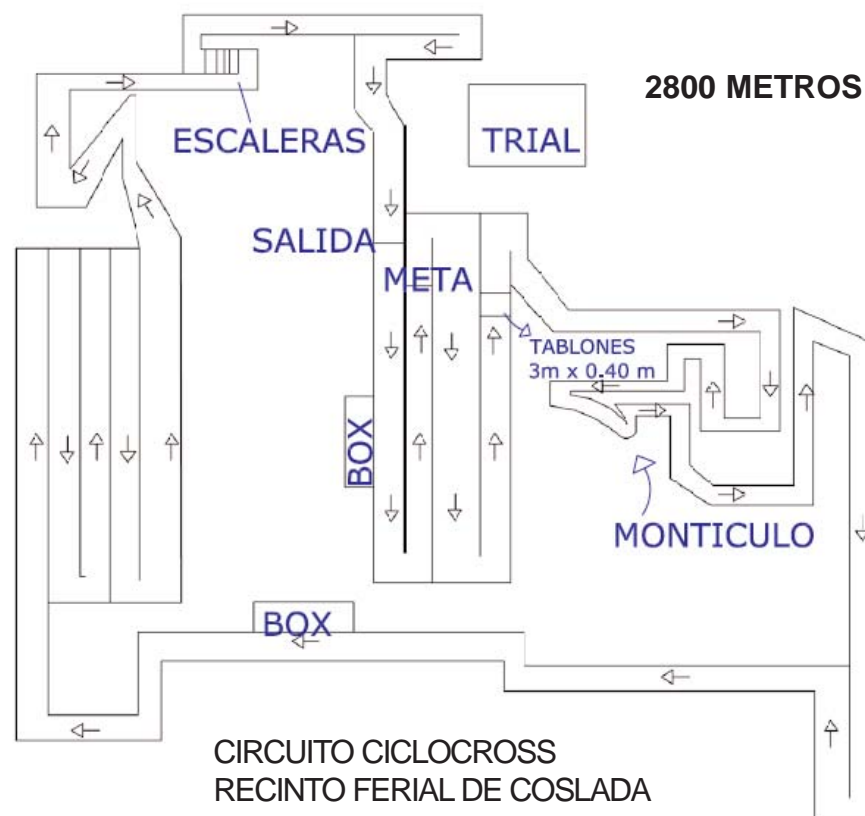 2800 METROS
ESCALERAS
TRIAL
SALIDA
META
TABLONES
3m x 0.40 m
BOX
MONTICULO
BOX
CIRCUITO CICLOCROSS
RECINTO FERIAL DE COSLADA